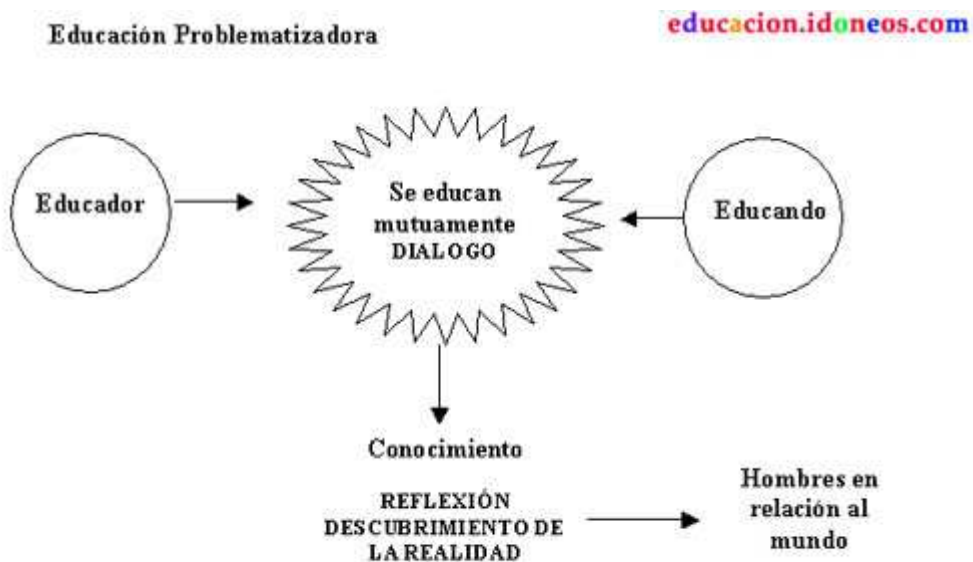 Educación Problematizadora
educacion.idoneos.com
Educador
Se educan
mutuamente
DIALOGO
Educando
Conocimiento
REFLEXIÓN
DESCUBRIMIENTO DE
LA REALIDAD
Hombres en
relación al
mundo